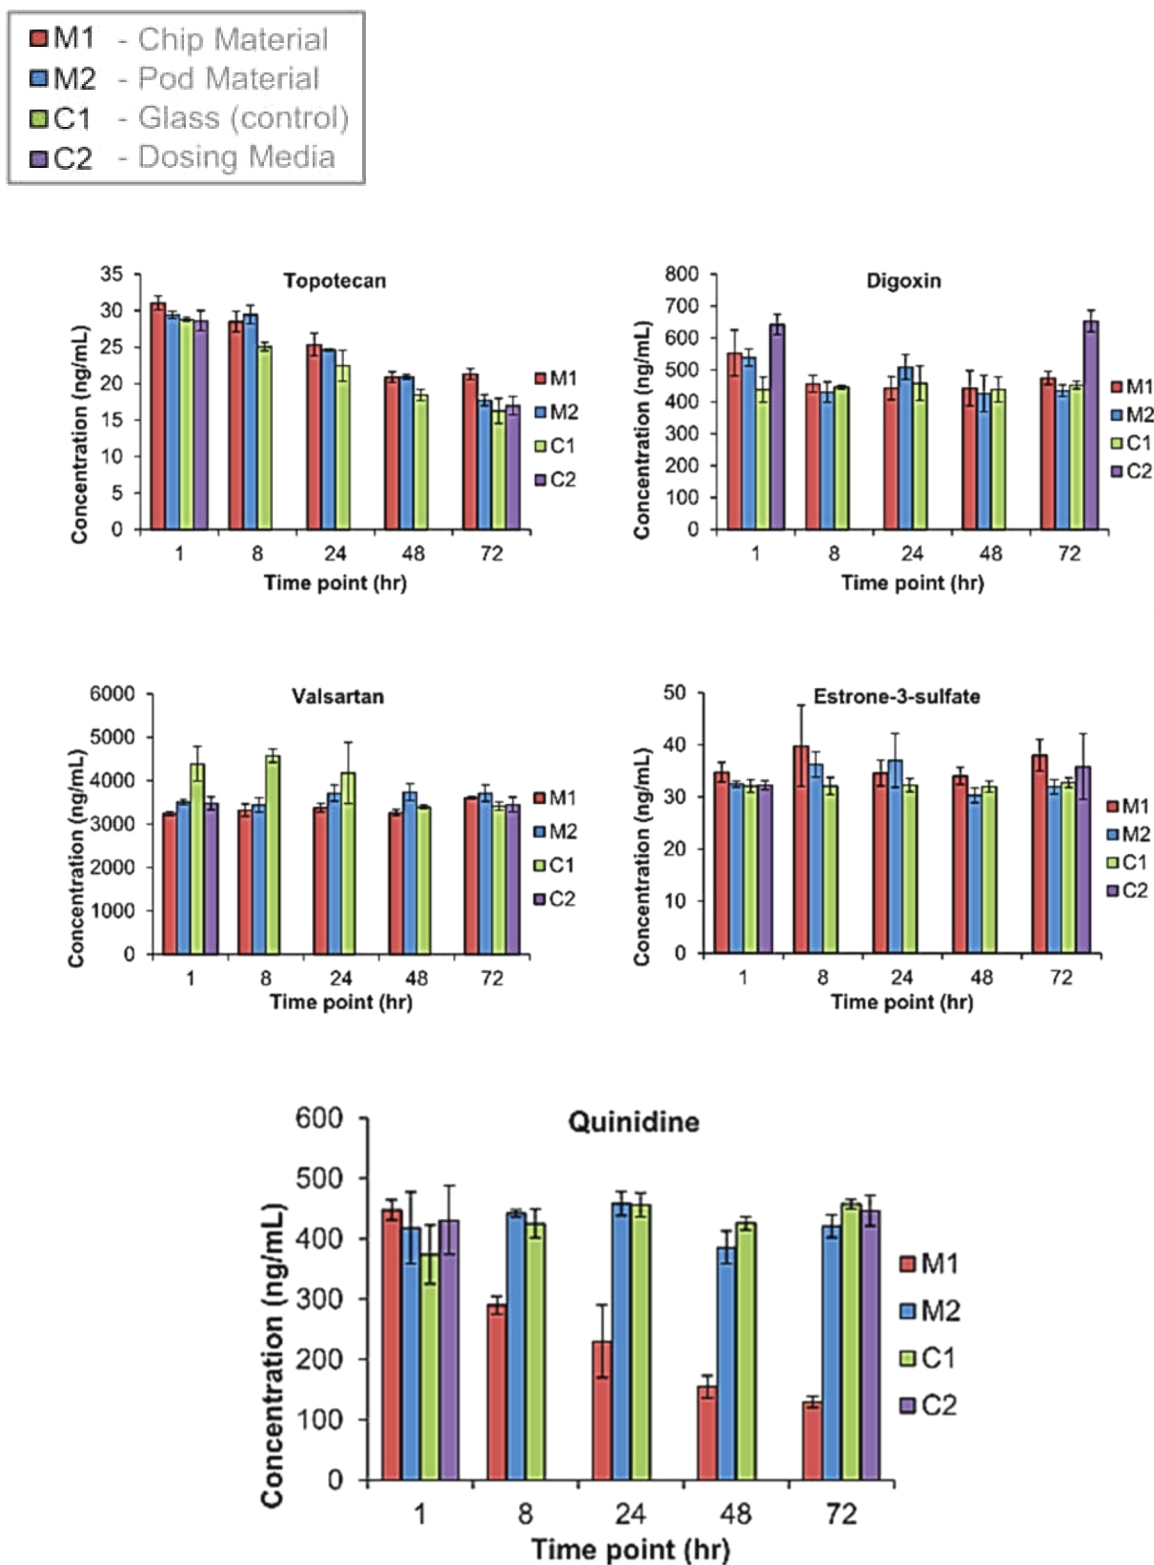 M1 - Chip Material
M2 - Pod Material
C1 - Glass (control)
C2 - Dosing Media
Topotecan
Concentration (ng/mL)
35
30
25
20
15
10
5
0
1 8 24 48 72
Time point (hr)
M1
M2
C1
C2
Digoxin
Concentration (ng/mL)
800
700
600
500
400
300
200
100
0
1 8 24 48 72
Time point (hr)
M1
M2
C1
C2
Valsartan
Concentration (ng/mL)
6000
5000
4000
3000
2000
1000
0
1 8 24 48 72
Time point (hr)
M1
M2
C1
C2
Estrone-3-sulfate
Concentration (ng/mL)
50
40
30
20
10
0
1 8 24 48 72
Time point (hr)
M1
M2
C1
C2
Quinidine
Concentration (ng/mL)
600
500
400
300
200
100
0
1 8 24 48 72
Time point (hr)
M1
M2
C1
C2